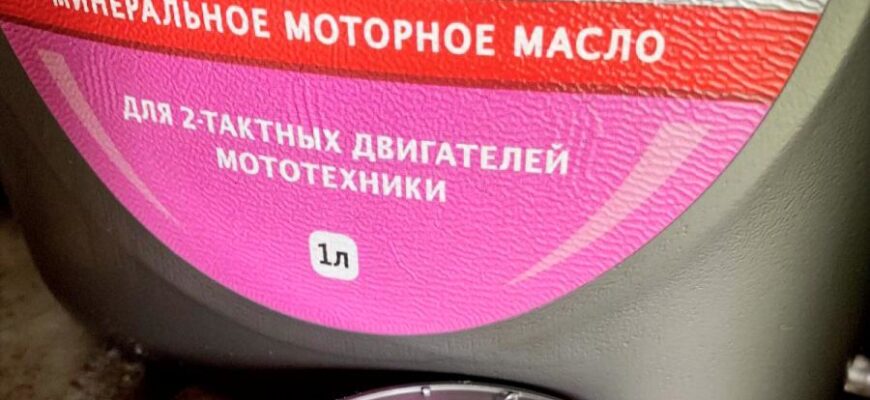 МИНЕРАЛЬНОЕ МОТОРНОЕ МАСЛО
ДЛЯ 2-ТАКТНЫХ ДВИГАТЕЛЕЙ
МОТОТЕХНИКИ
1л